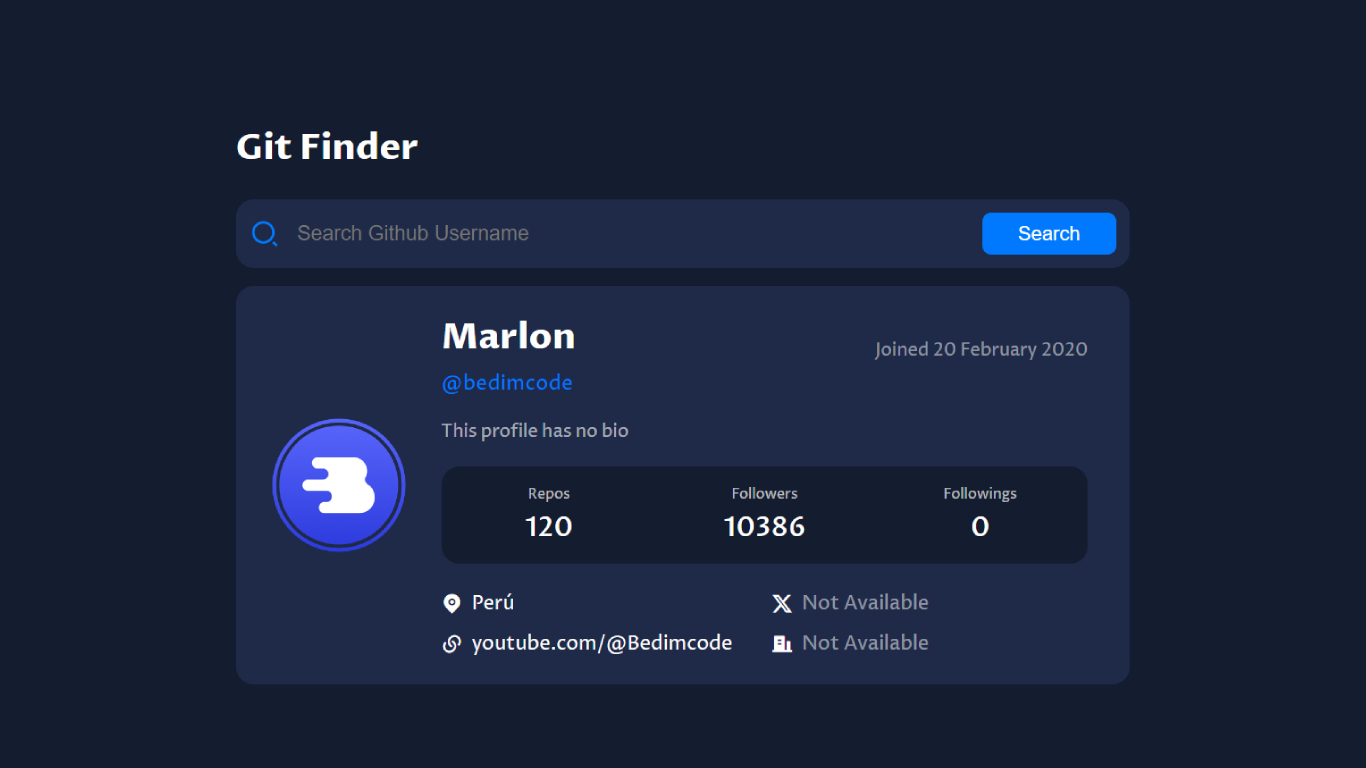 Git Finder
Search Github Username
Search
Marlon
Joined 20 February 2020
@bedimcode
This profile has no bio
Repos Followers Followings
120 10386 0
Perú Not Available
youtube.com/@Bedimcode Not Available